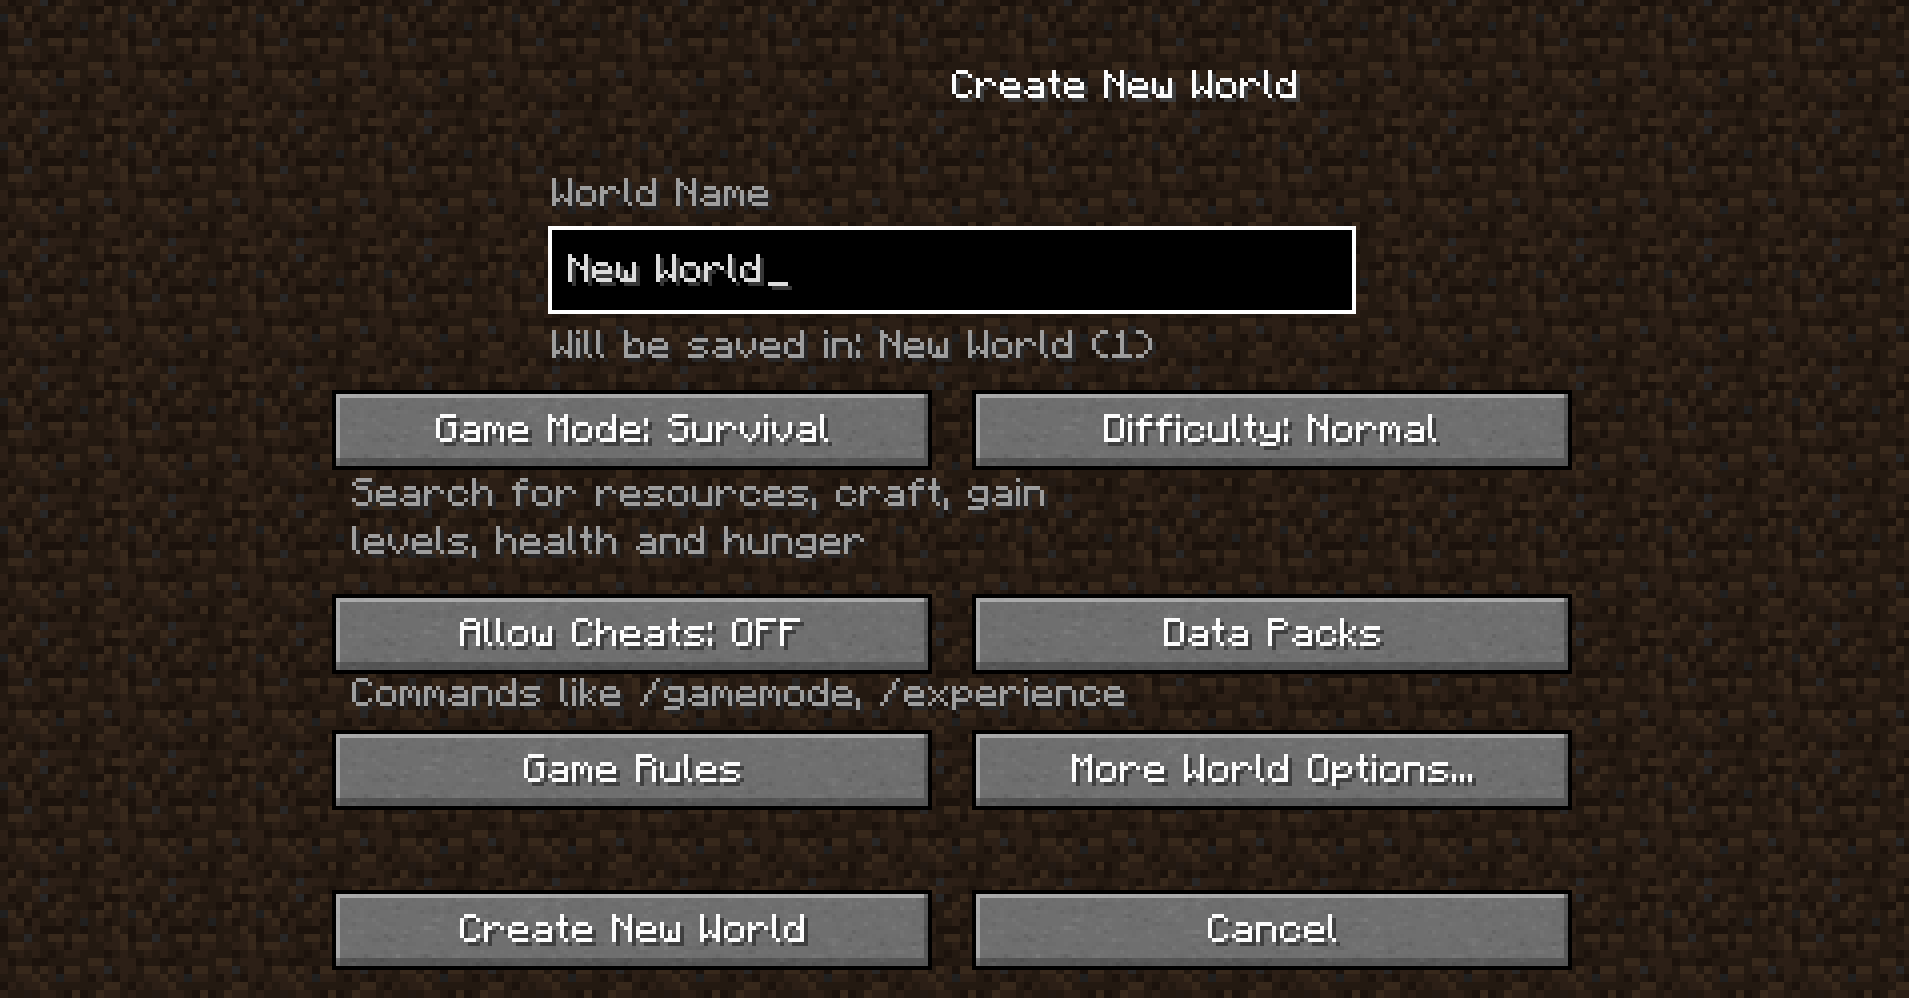 Create New World
World Name
New World_
Will be saved in: New World (1)
Game Mode: Survival
Difficulty: Normal
Search for resources, craft, gain
levels, health and hunger
Allow Cheats: OFF
Data Packs
Commands like /gamemode, /experience
Game Rules
More World Options...
Create New World
Cancel